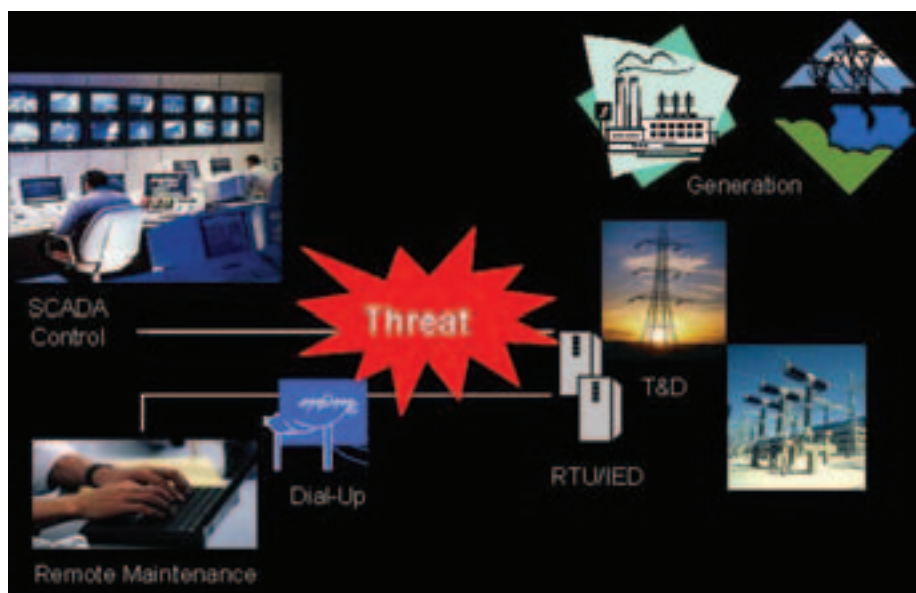 Generation
SCADA
Control
Threat
T&D
RTU/IED
Dial-Up
Remote Maintenance